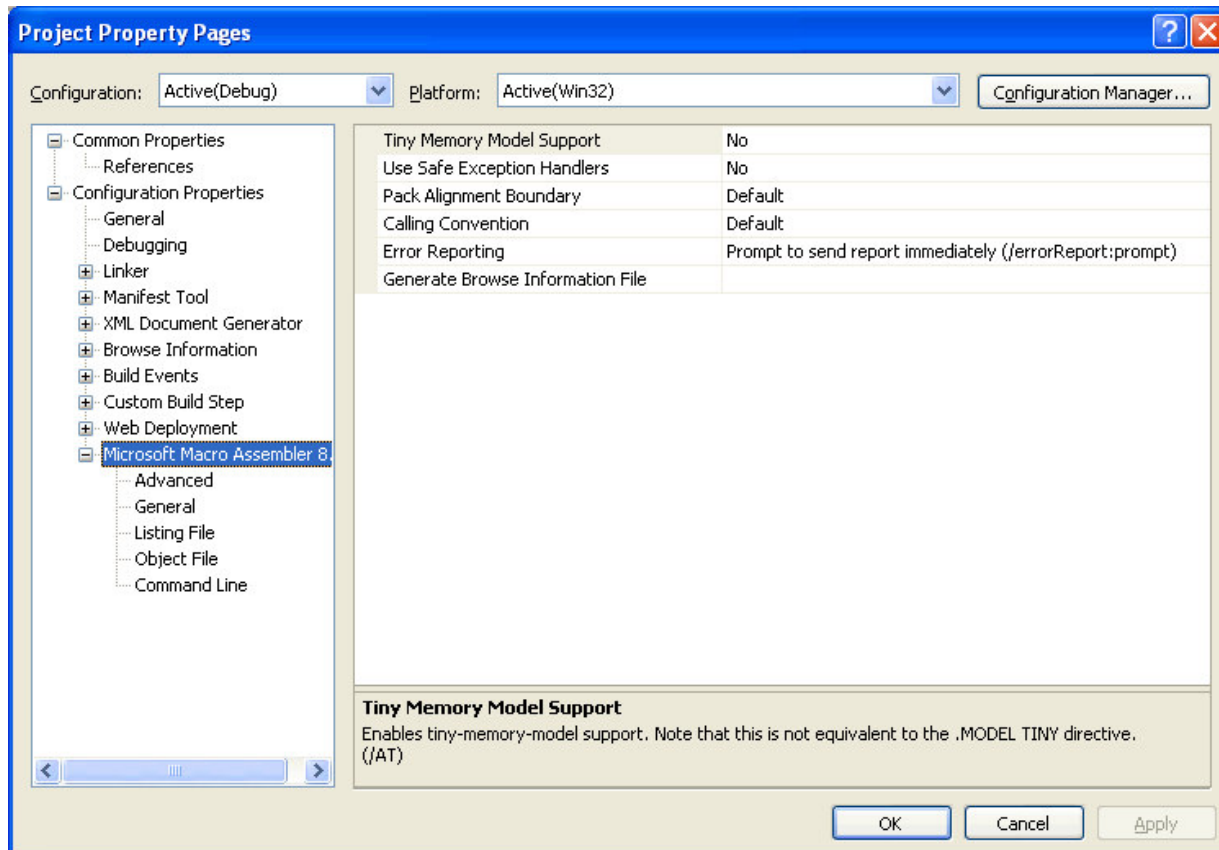 Project Property Pages
Configuration: Active(Debug) Platform: Active(Win32) Configuration Manager...
Common Properties
References
Configuration Properties
General
Debugging
Linker
Manifest Tool
XML Document Generator
Browse Information
Build Events
Custom Build Step
Web Deployment
Microsoft Macro Assembler 8.
Advanced
General
Listing File
Object File
Command Line
Tiny Memory Model Support No
Use Safe Exception Handlers No
Pack Alignment Boundary Default
Calling Convention Default
Error Reporting Prompt to send report immediately (/errorReport:prompt)
Generate Browse Information File
Tiny Memory Model Support
Enables tiny-memory-model support. Note that this is not equivalent to the .MODEL TINY directive.
(/AT)
OK Cancel Apply